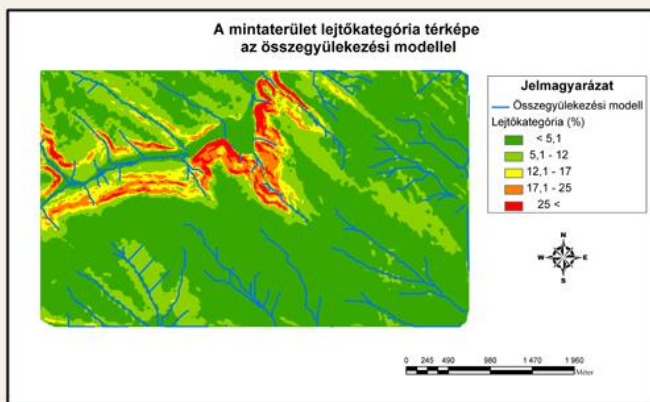 A mintaterület lejtőkategória térképe
az összegyülekezési modellel
Jelmagyarázat
Összegyülekezési modell
Lejtőkategória (%)
< 5,1
5,1 - 12
12,1 - 17
17,1 - 25
25 <
N
W E
S
0 245 490 980 1 470 1 960
Méter